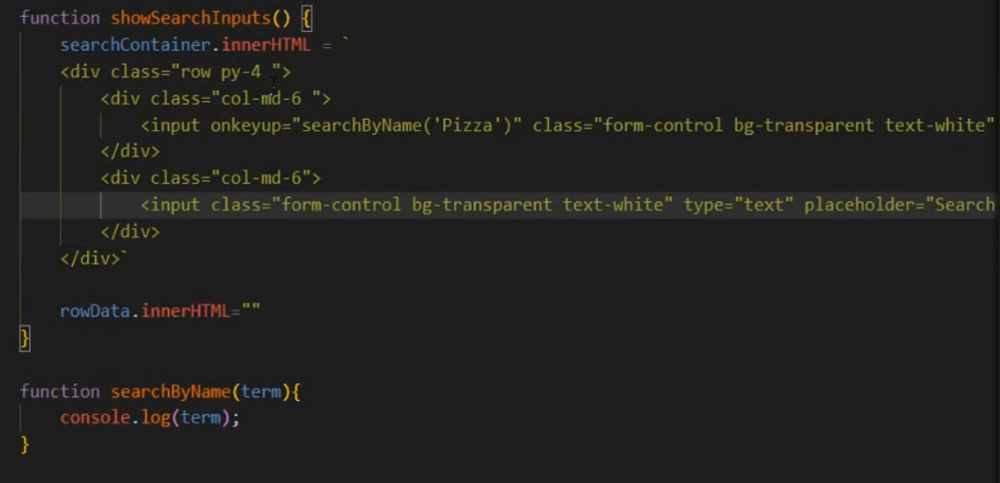 function showSearchInputs() {
    searchContainer.innerHTML = `
    <div class="row py-4 ">
        <div class="col-md-6 ">
            <input onkeyup="searchByName('Pizza')" class="form-control bg-transparent text-white"
        </div>
        <div class="col-md-6">
            <input class="form-control bg-transparent text-white" type="text" placeholder="Search
        </div>
    </div>`
    rowData.innerHTML=""
}
function searchByName(term){
    console.log(term);
}